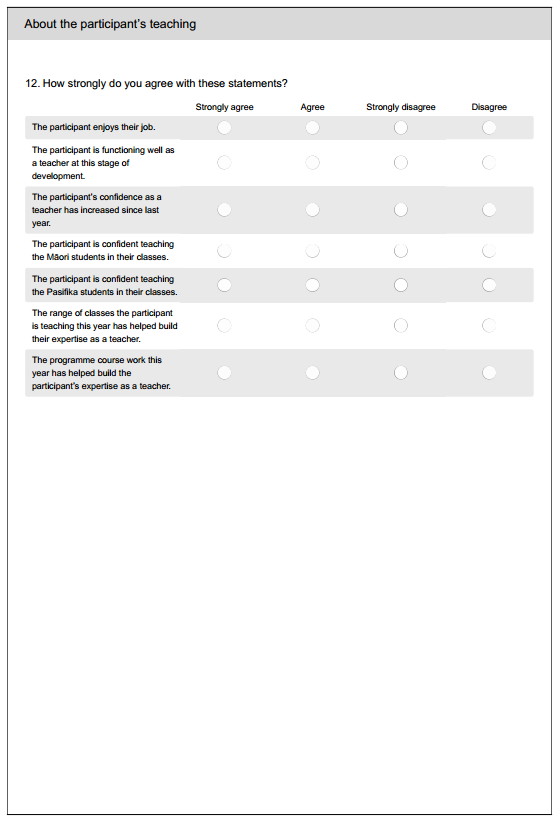 About the participant's teaching
12. How strongly do you agree with these statements?
Strongly agree Agree Strongly disagree Disagree
The participant enjoys their job.
The participant is functioning well as
a teacher at this stage of
development.
The participant's confidence as a
teacher has increased since last
year.
The participant is confident teaching
the Māori students in their classes.
The participant is confident teaching
the Pasifika students in their classes.
The range of classes the participant
is teaching this year has helped build
their expertise as a teacher.
The programme course work this
year has helped build the
participant's expertise as a teacher.